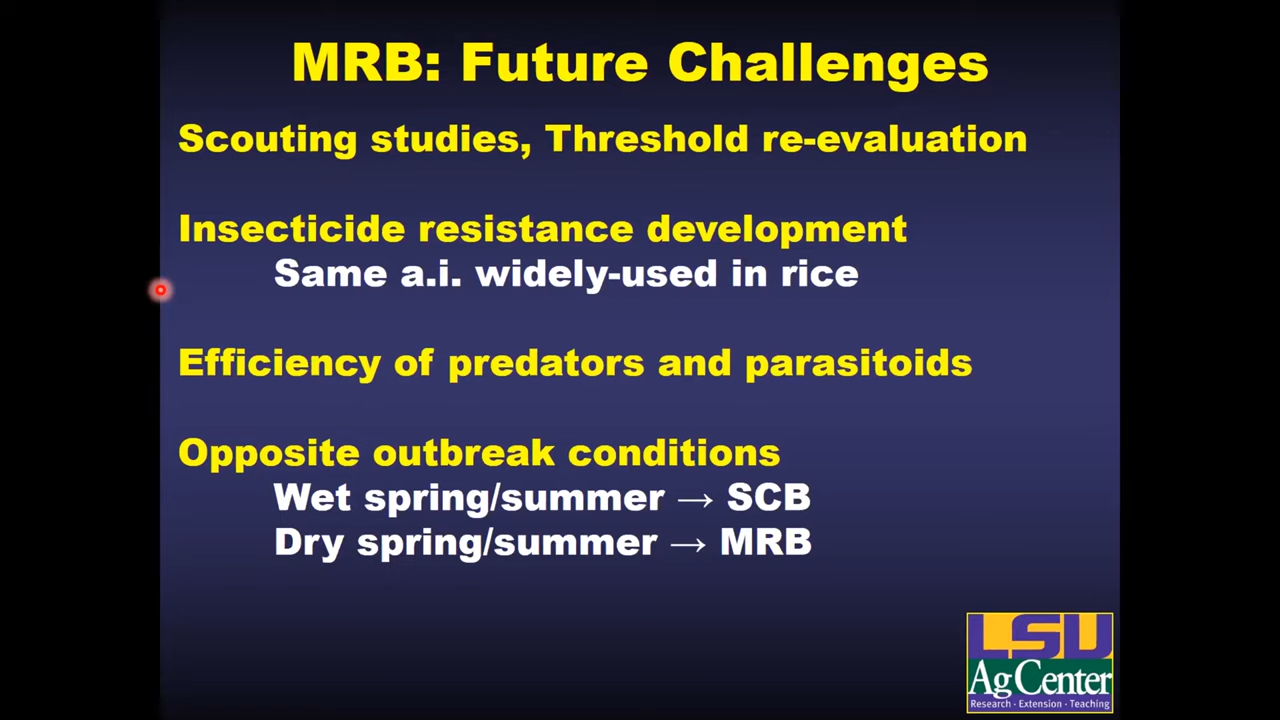 MRB: Future Challenges
Scouting studies, Threshold re-evaluation
Insecticide resistance development
Same a.i. widely-used in rice
Efficiency of predators and parasitoids
Opposite outbreak conditions
Wet spring/summer → SCB
Dry spring/summer → MRB
LSU
AgCenter
Research · Extension · Teaching